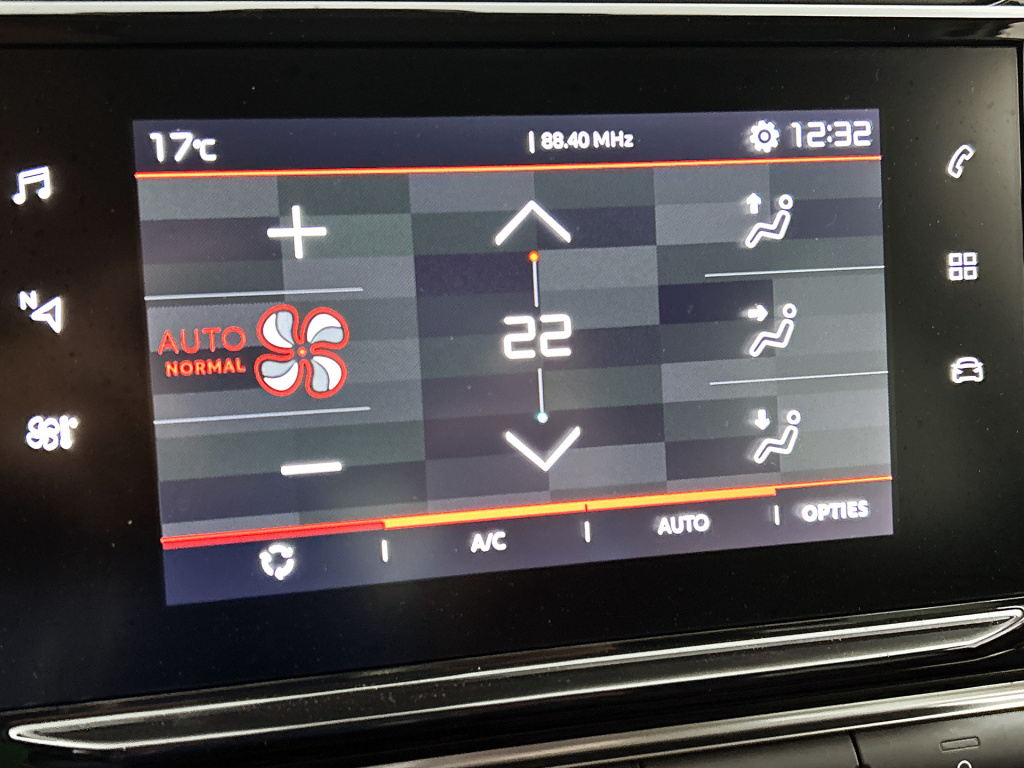 17°C
88.40 MHz
12:32
N
AUTO
NORMAL
22
A/C
AUTO
OPTIES